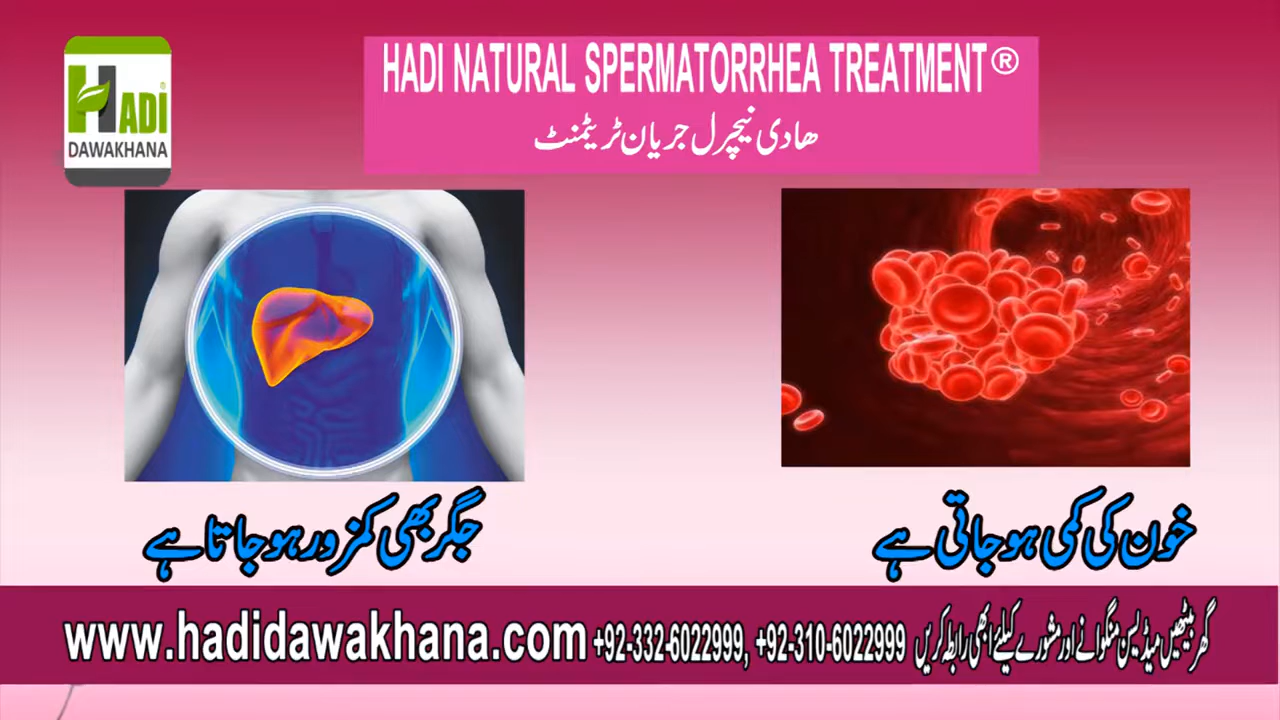 HADI®
DAWAKHANA
HADI NATURAL SPERMATORRHEA TREATMENT®
ھادی نیچرل جریان ٹریٹمنٹ
خون کی کمی ہو جاتی ہے
جگر بھی کمزور ہو جاتا ہے
www.hadidawakhana.com +92-332-6022999, +92-310-6022999 گھر بیٹھیں میڈیسن منگوانے اور مشورے کیلئے ابھی رابطہ کریں